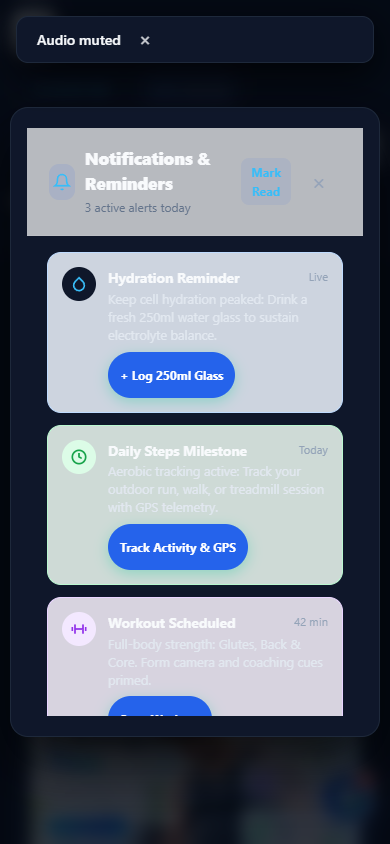 Audio muted ×
Notifications &
Reminders
3 active alerts today
Mark
Read
×
Hydration Reminder
Live
Keep cell hydration peaked: Drink a
fresh 250ml water glass to sustain
electrolyte balance.
+ Log 250ml Glass
Daily Steps Milestone
Today
Aerobic tracking active: Track your
outdoor run, walk, or treadmill session
with GPS telemetry.
Track Activity & GPS
Workout Scheduled
42 min
Full-body strength: Glutes, Back &
Core. Form camera and coaching cues
primed.